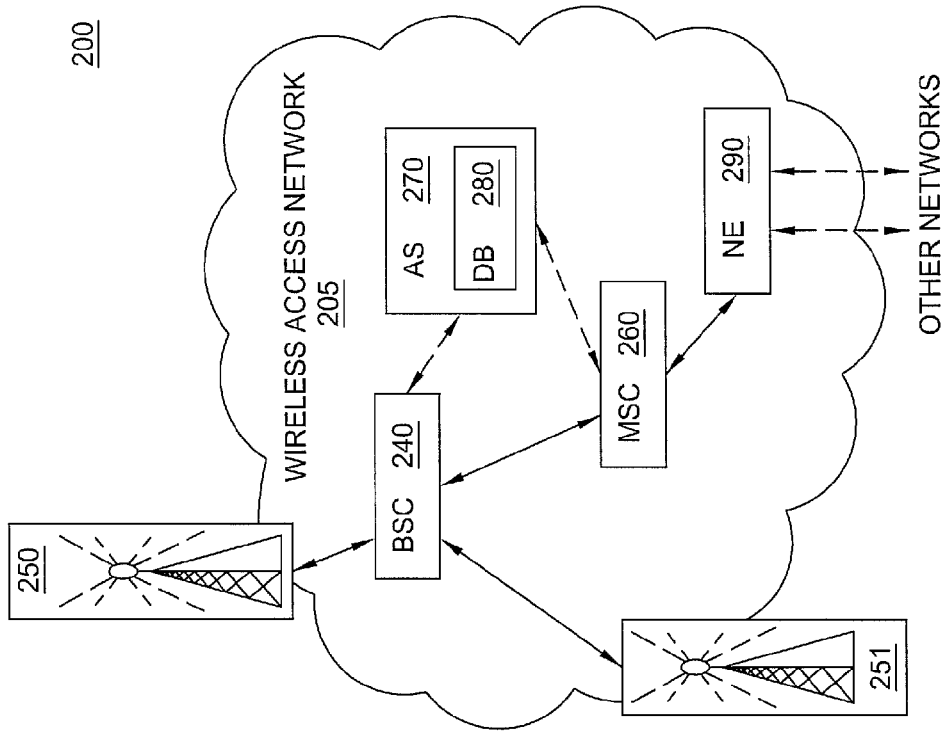 200
WIRELESS ACCESS NETWORK
205
250
BSC 240
AS 270
DB 280
MSC 260
NE 290
251
OTHER NETWORKS